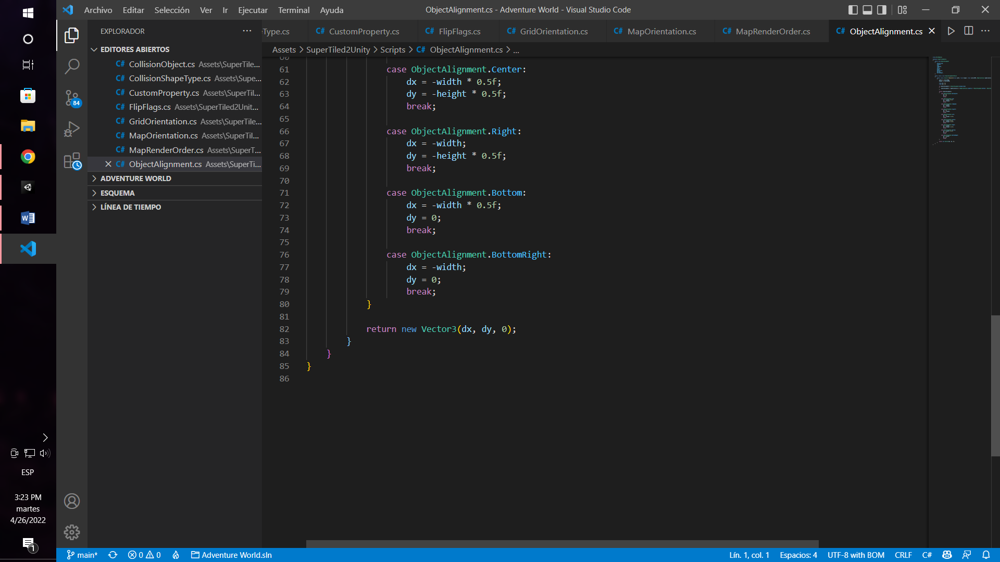 Archivo Editar Selección Ver Ir Ejecutar Terminal Ayuda
ObjectAlignment.cs - Adventure World - Visual Studio Code
EXPLORADOR
EDITORES ABIERTOS
C# CollisionObject.cs Assets\SuperTile...
C# CollisionShapeType.cs Assets\Supe...
C# CustomProperty.cs Assets\SuperTil...
C# FlipFlags.cs Assets\SuperTiled2Unit...
C# GridOrientation.cs Assets\SuperTile...
C# MapOrientation.cs Assets\SuperTil...
C# MapRenderOrder.cs Assets\SuperT...
C# ObjectAlignment.cs Assets\SuperTi...
ADVENTURE WORLD
ESQUEMA
LÍNEA DE TIEMPO
84
Type.cs C# CustomProperty.cs C# FlipFlags.cs C# GridOrientation.cs C# MapOrientation.cs C# MapRenderOrder.cs C# ObjectAlignment.cs
Assets > SuperTiled2Unity > Scripts > C# ObjectAlignment.cs > ...
60
61 case ObjectAlignment.Center:
62 dx = -width * 0.5f;
63 dy = -height * 0.5f;
64 break;
65
66 case ObjectAlignment.Right:
67 dx = -width;
68 dy = -height * 0.5f;
69 break;
70
71 case ObjectAlignment.Bottom:
72 dx = -width * 0.5f;
73 dy = 0;
74 break;
75
76 case ObjectAlignment.BottomRight:
77 dx = -width;
78 dy = 0;
79 break;
80 }
81
82 return new Vector3(dx, dy, 0);
83 }
84 }
85 }
86
ESP
3:23 PM
martes
4/26/2022
1
main* 0 0 Adventure World.sln
Lín. 1, col. 1 Espacios: 4 UTF-8 with BOM CRLF C#